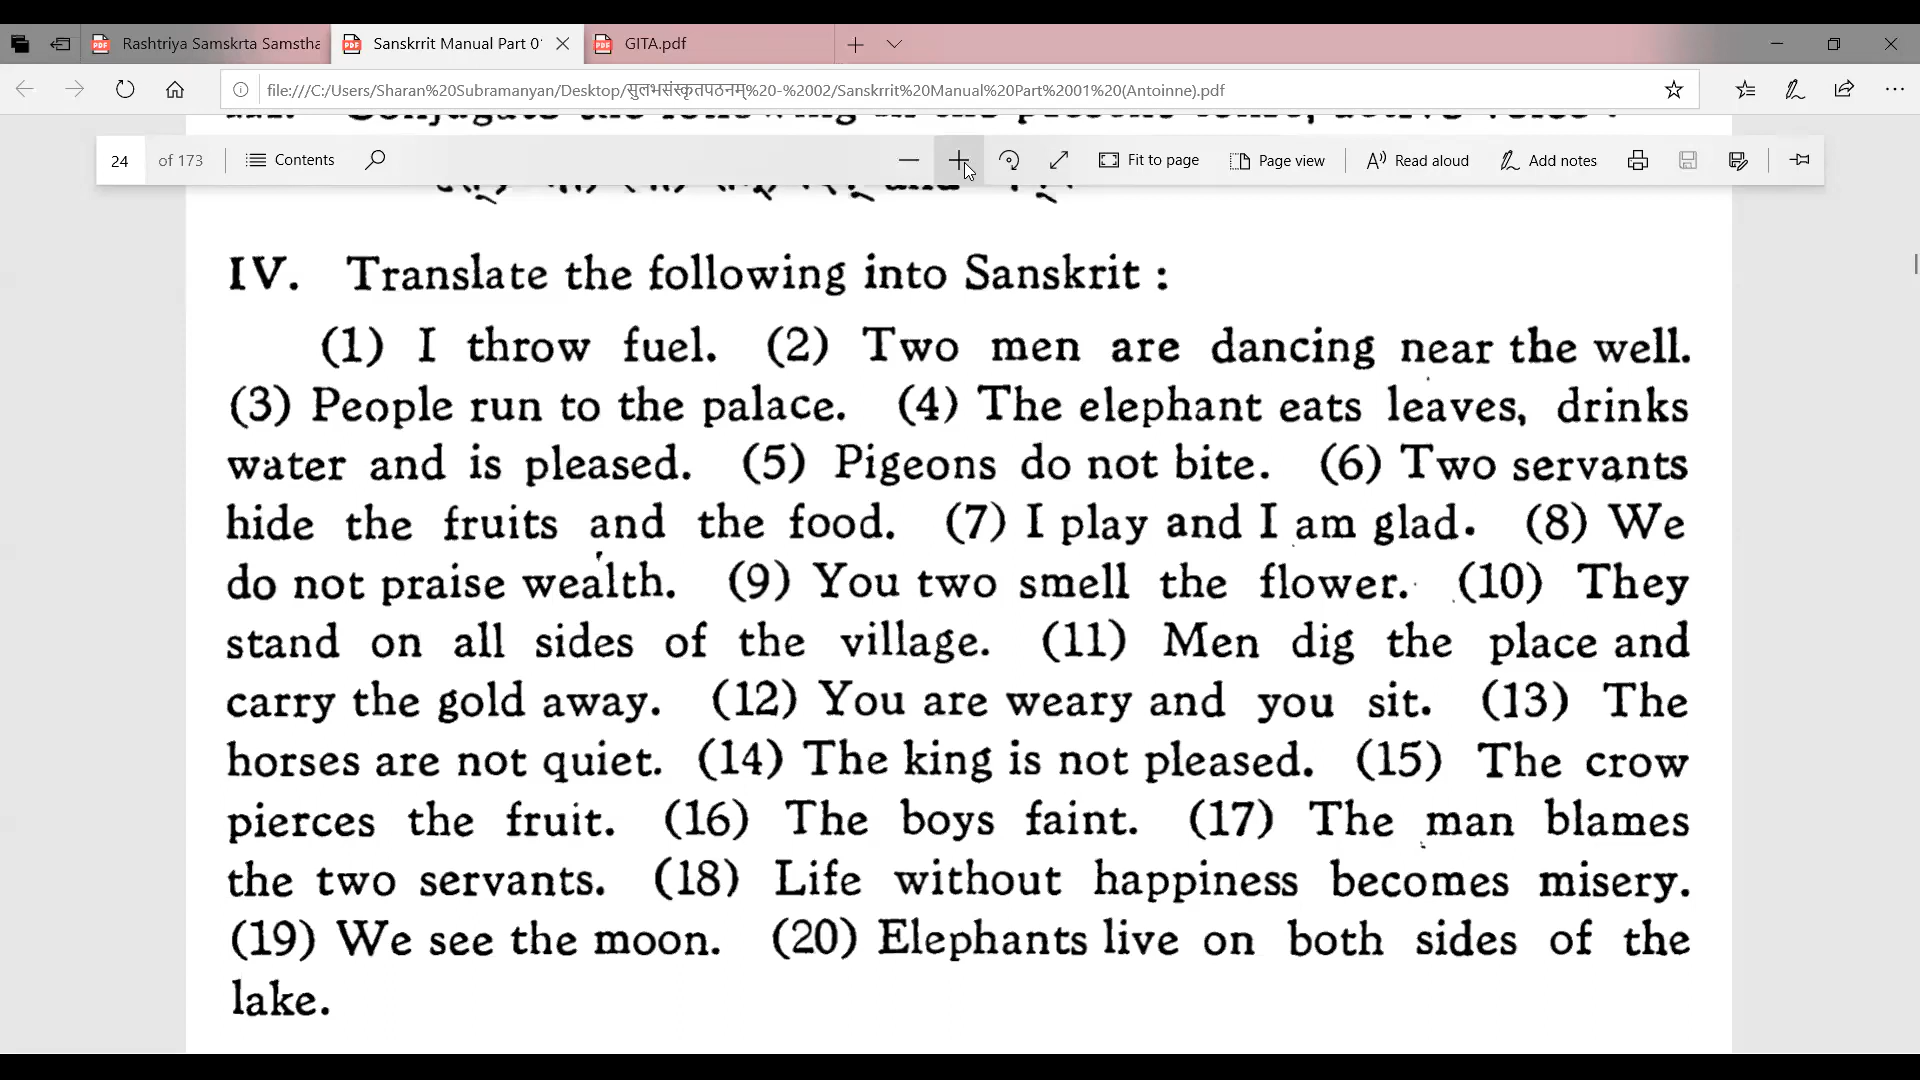 Rashtriya Samskrta Samstha
Sanskrrit Manual Part 0
GITA.pdf
file:///C:/Users/Sharan%20Subramanyan/Desktop/सुलभसंस्कृतपठनम्%20-%2002/Sanskrrit%20Manual%20Part%2001%20(Antoinne).pdf
24 of 173 Contents Fit to page Page view Read aloud Add notes
IV. Translate the following into Sanskrit :
(1) I throw fuel. (2) Two men are dancing near the well.
(3) People run to the palace. (4) The elephant eats leaves, drinks
water and is pleased. (5) Pigeons do not bite. (6) Two servants
hide the fruits and the food. (7) I play and I am glad. (8) We
do not praise wealth. (9) You two smell the flower. (10) They
stand on all sides of the village. (11) Men dig the place and
carry the gold away. (12) You are weary and you sit. (13) The
horses are not quiet. (14) The king is not pleased. (15) The crow
pierces the fruit. (16) The boys faint. (17) The man blames
the two servants. (18) Life without happiness becomes misery.
(19) We see the moon. (20) Elephants live on both sides of the
lake.